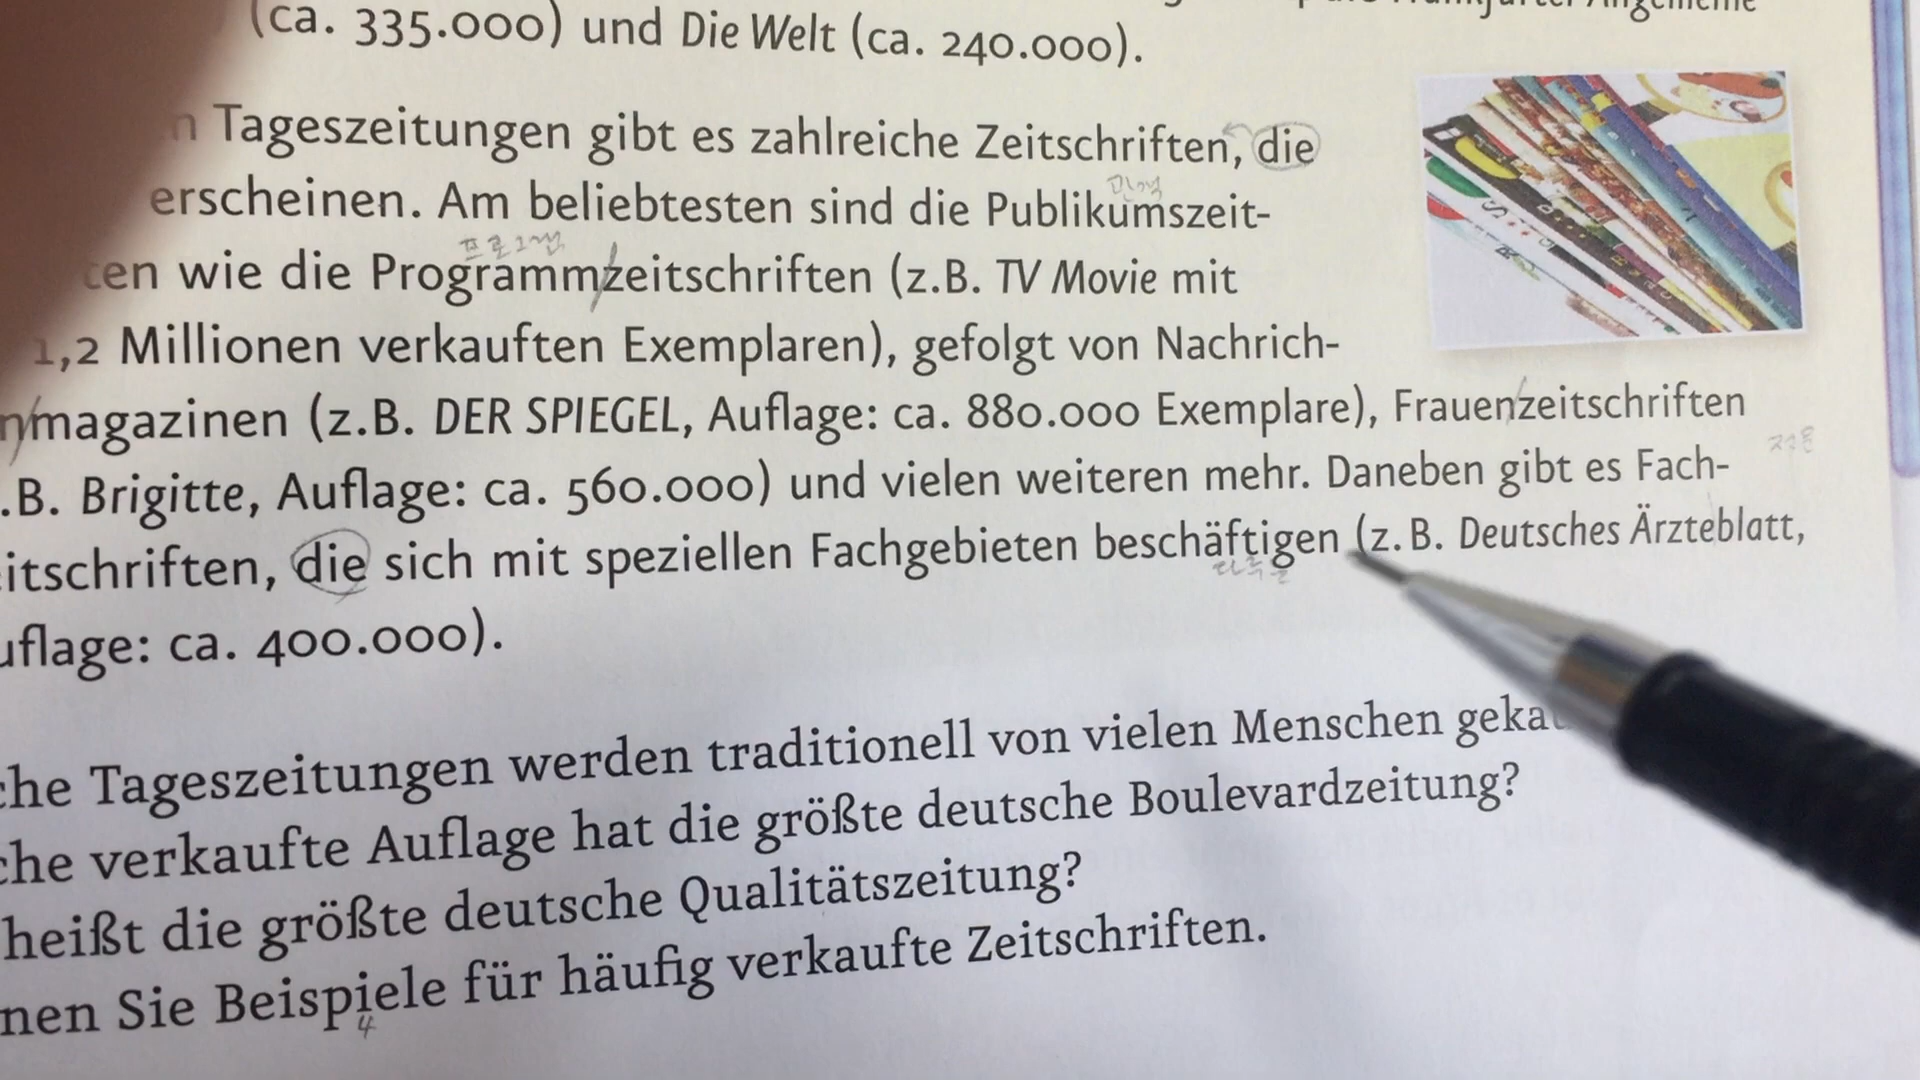 (ca. 335.000) und Die Welt (ca. 240.000).
Tageszeitungen gibt es zahlreiche Zeitschriften, die
erscheinen. Am beliebtesten sind die Publikumszeit-
ten wie die Programmzeitschriften (z.B. TV Movie mit
1,2 Millionen verkauften Exemplaren), gefolgt von Nachrich-
nmagazinen (z.B. DER SPIEGEL, Auflage: ca. 880.000 Exemplare), Frauenzeitschriften
.B. Brigitte, Auflage: ca. 560.000) und vielen weiteren mehr. Daneben gibt es Fach-
itschriften, die sich mit speziellen Fachgebieten beschäftigen (z.B. Deutsches Ärzteblatt,
uflage: ca. 400.000).
che Tageszeitungen werden traditionell von vielen Menschen geka
che verkaufte Auflage hat die größte deutsche Boulevardzeitung?
heißt die größte deutsche Qualitätszeitung?
nen Sie Beispiele für häufig verkaufte Zeitschriften.
4